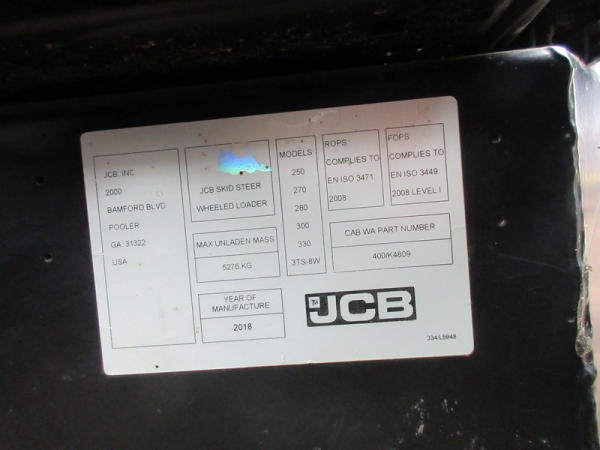 JCB, INC
2000
BAMFORD BLVD
POOLER
GA. 31322
USA
JCB SKID STEER
WHEELED LOADER
MAX UNLADEN MASS
5276 KG
YEAR OF
MANUFACTURE
2018
MODELS
250
270
280
300
330
3TS-8W
ROPS
COMPLIES TO
EN ISO 3471
2008
FOPS
COMPLIES TO
EN ISO 3449
2008 LEVEL I
CAB WA PART NUMBER
400/K4809
JCB
334/L5948